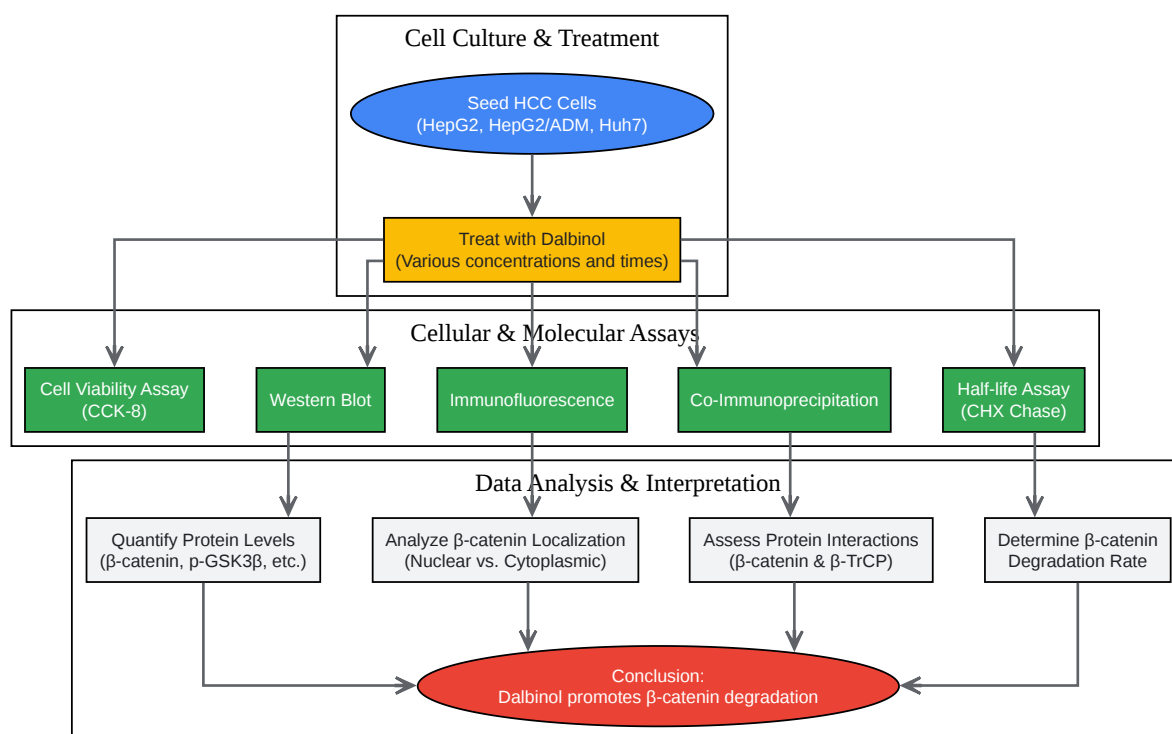 Cell Culture & Treatment
Seed HCC Cells
(HepG2, HepG2/ADM, Huh7)
Treat with Dalbinol
(Various concentrations and times)
Cellular & Molecular Assays
Cell Viability Assay
(CCK-8)
Western Blot
Immunofluorescence
Co-Immunoprecipitation
Half-life Assay
(CHX Chase)
Data Analysis & Interpretation
Quantify Protein Levels
(β-catenin, p-GSK3β, etc.)
Analyze β-catenin Localization
(Nuclear vs. Cytoplasmic)
Assess Protein Interactions
(β-catenin & β-TrCP)
Determine β-catenin
Degradation Rate
Conclusion:
Dalbinol promotes β-catenin degradation